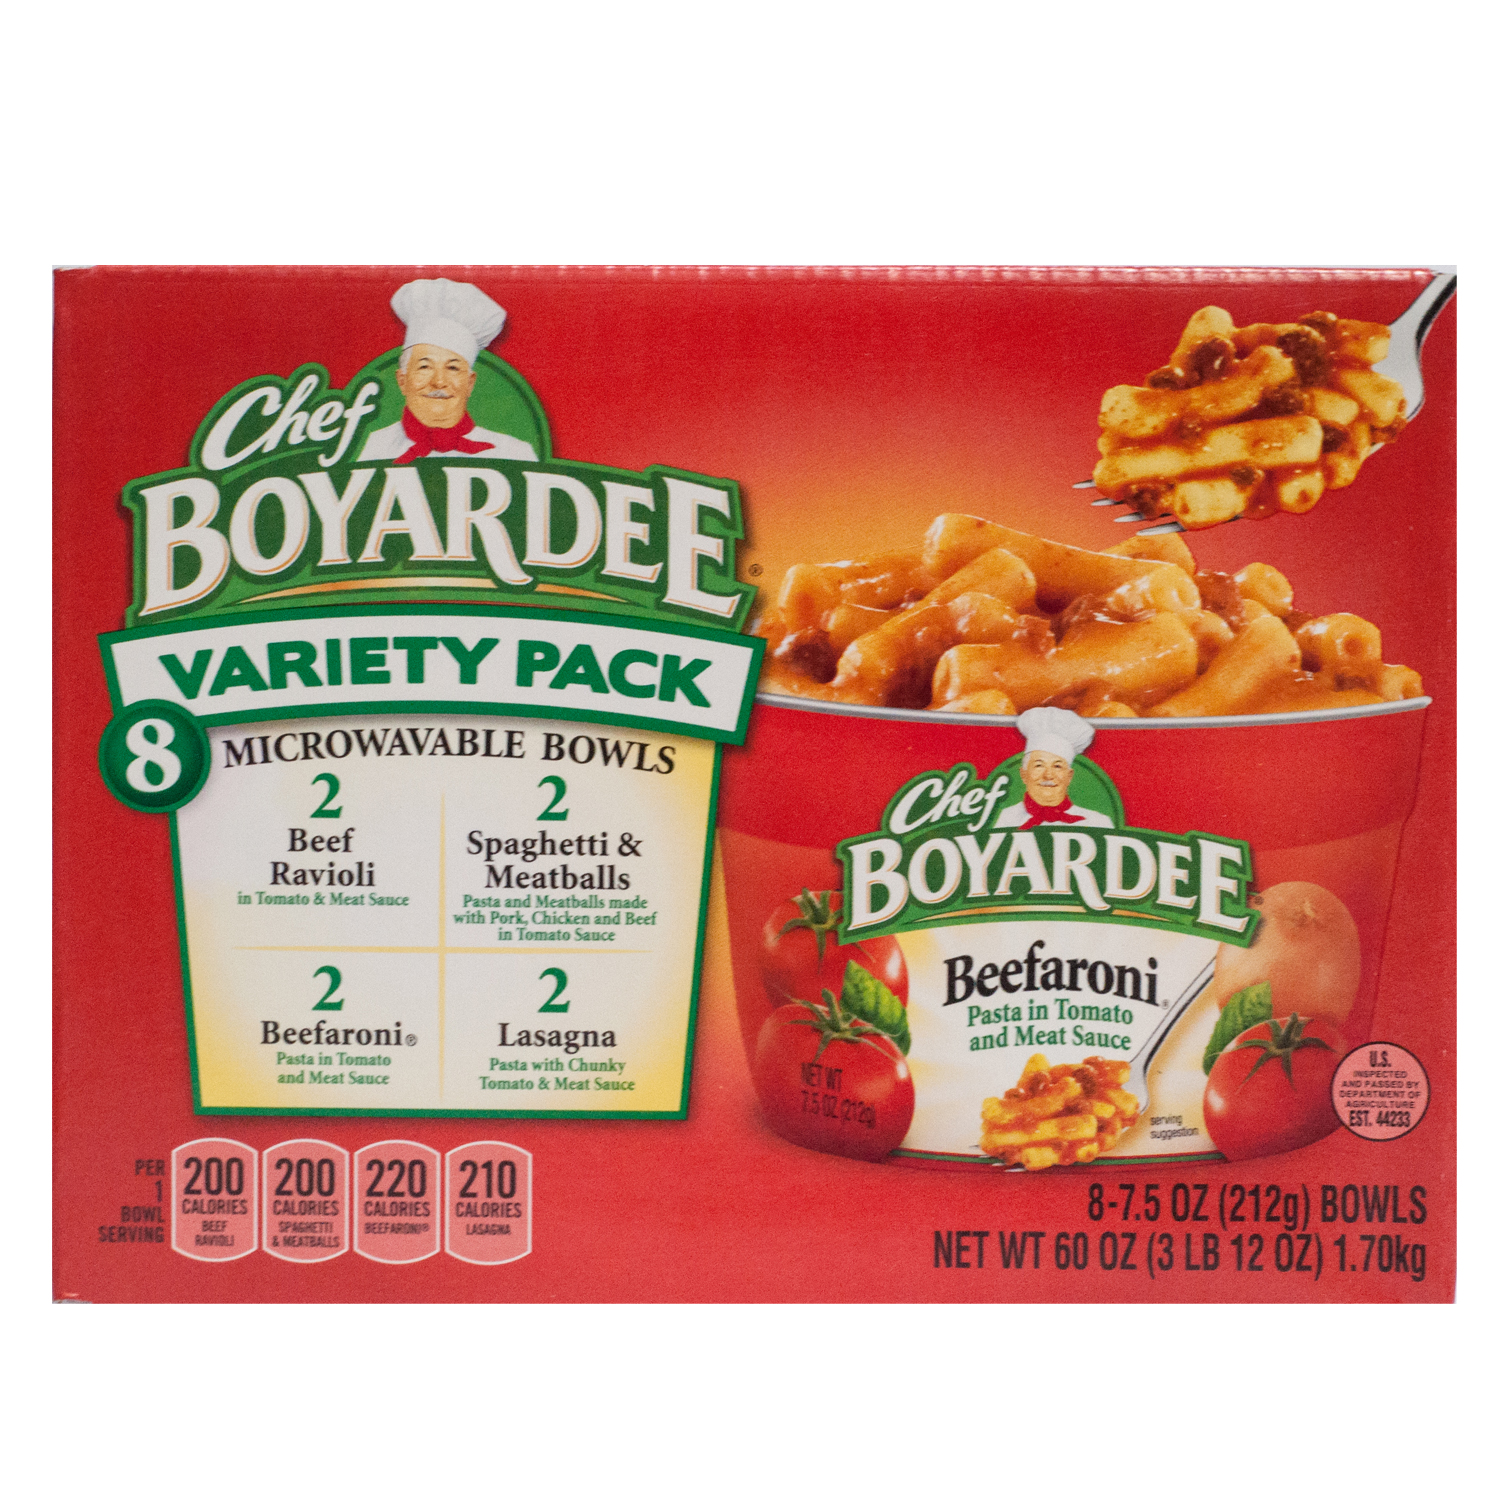 Chef
BOYARDEE®
VARIETY PACK
8 MICROWAVABLE BOWLS
2
Beef
Ravioli
in Tomato & Meat Sauce
2
Spaghetti &
Meatballs
Pasta and Meatballs made
with Pork, Chicken and Beef
in Tomato Sauce
2
Beefaroni®
Pasta in Tomato
and Meat Sauce
2
Lasagna
Pasta with Chunky
Tomato & Meat Sauce
PER
1
BOWL
SERVING
200
CALORIES
BEEF
RAVIOLI
200
CALORIES
SPAGHETTI
& MEATBALLS
220
CALORIES
BEEFARONI®
210
CALORIES
LASAGNA
Chef
BOYARDEE®
Beefaroni®
Pasta in Tomato
and Meat Sauce
NET WT
7.5 OZ (212g)
serving
suggestion
U.S.
INSPECTED
AND PASSED BY
DEPARTMENT OF
AGRICULTURE
EST. 44233
8-7.5 OZ (212g) BOWLS
NET WT 60 OZ (3 LB 12 OZ) 1.70kg